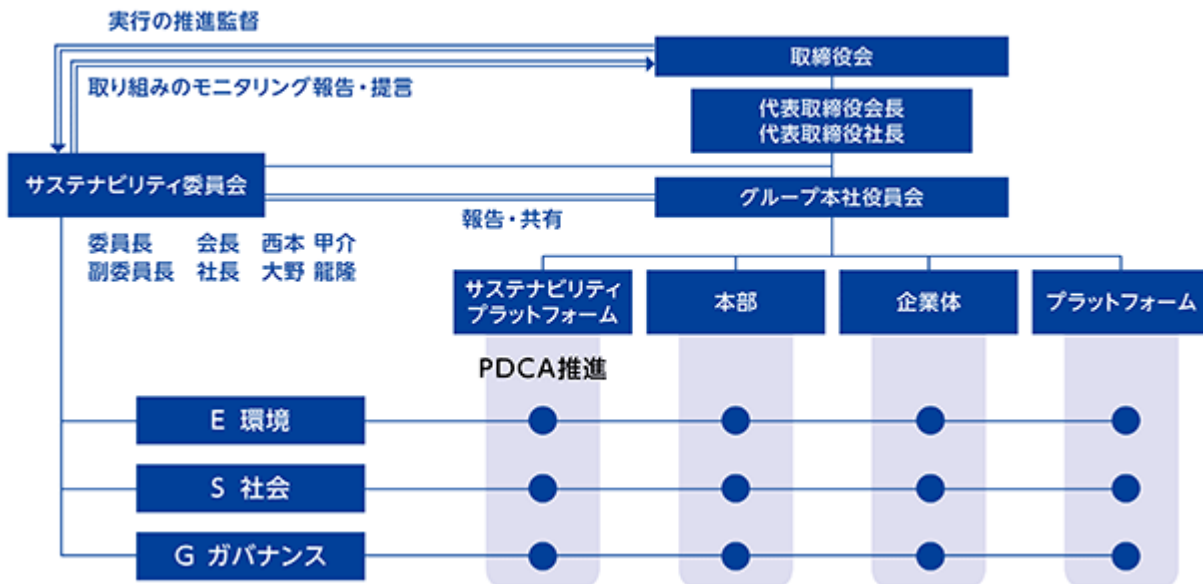 実行の推進監督
取締役会
取り組みのモニタリング報告・提言
代表取締役会長
代表取締役社長
サステナビリティ委員会
グループ本社役員会
報告・共有
委員長 会長 西本 甲介
副委員長 社長 大野 龍隆
サステナビリティ
プラットフォーム
本部
企業体
プラットフォーム
PDCA推進
E 環境
S 社会
G ガバナンス